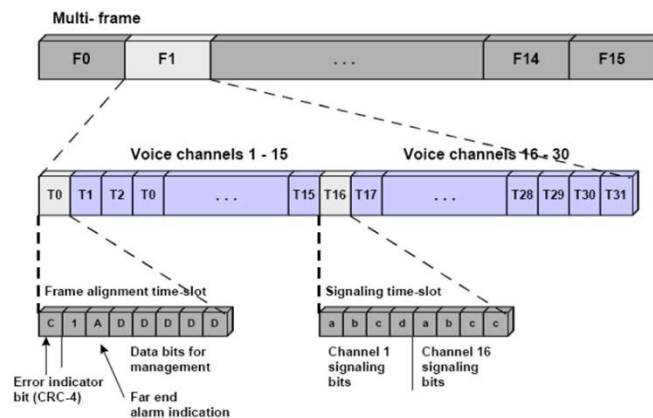 Multi- frame
F0 F1 . . . F14 F15
Voice channels 1 - 15 Voice channels 16 - 30
T0 T1 T2 T0 . . . T15 T16 T17 . . . T28 T29 T30 T31
Frame alignment time-slot Signaling time-slot
C 1 A D D D D D a b c d a b c c
Error indicator
bit (CRC-4)
Data bits for
management
Far end
alarm indication
Channel 1
signaling
bits
Channel 16
signaling
bits